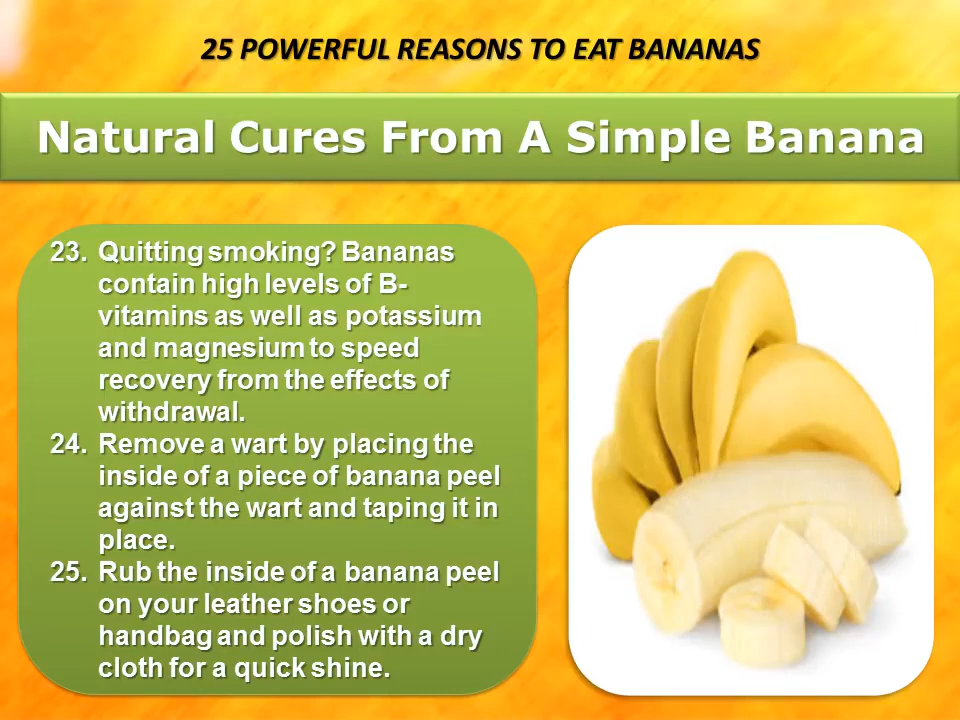 25 POWERFUL REASONS TO EAT BANANAS
Natural Cures From A Simple Banana
23. Quitting smoking? Bananas
contain high levels of B-
vitamins as well as potassium
and magnesium to speed
recovery from the effects of
withdrawal.
24. Remove a wart by placing the
inside of a piece of banana peel
against the wart and taping it in
place.
25. Rub the inside of a banana peel
on your leather shoes or
handbag and polish with a dry
cloth for a quick shine.